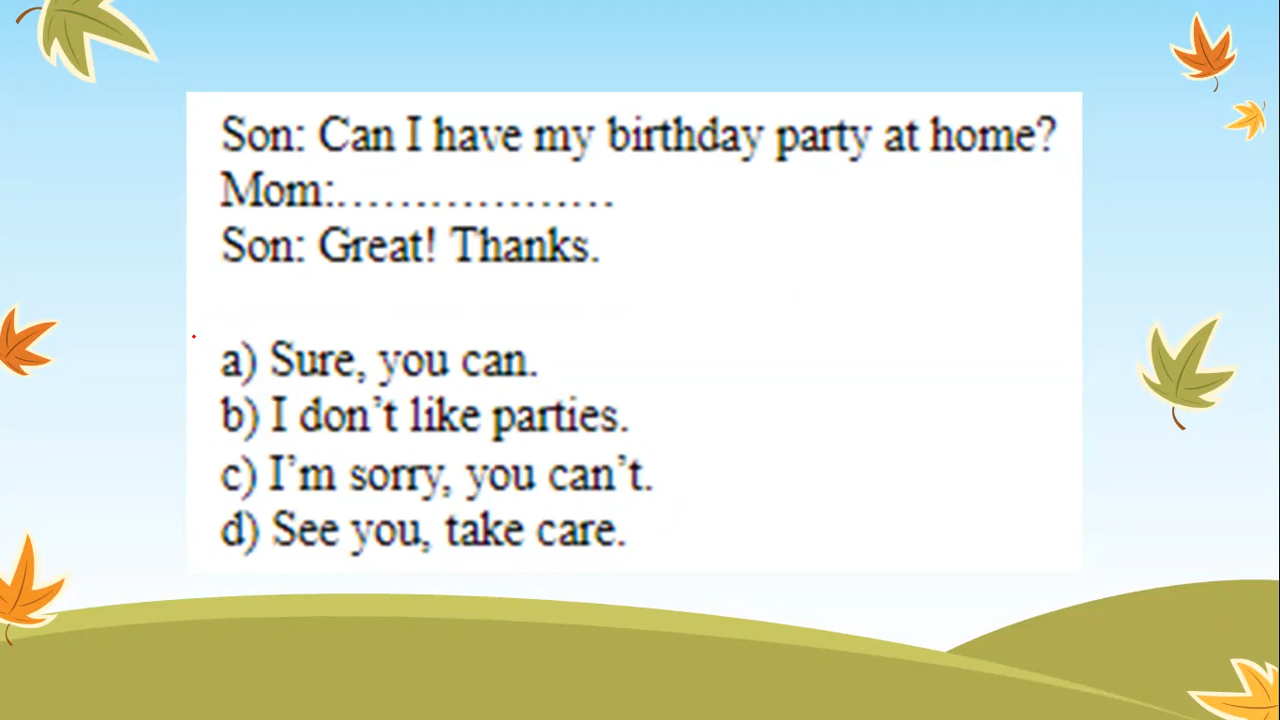 Son: Can I have my birthday party at home?
Mom:..................
Son: Great! Thanks.
a) Sure, you can.
b) I don’t like parties.
c) I’m sorry, you can’t.
d) See you, take care.